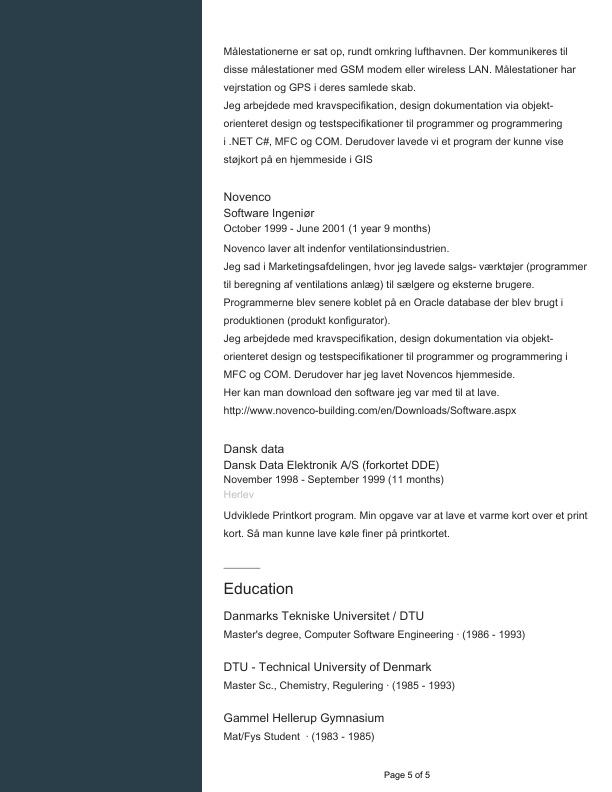 Målestationerne er sat op, rundt omkring lufthavnen. Der kommunikeres til
disse målestationer med GSM modem eller wireless LAN. Målestationer har
vejrstation og GPS i deres samlede skab.
Jeg arbejdede med kravspecifikation, design dokumentation via objekt-
orienteret design og testspecifikationer til programmer og programmering
i .NET C#, MFC og COM. Derudover lavede vi et program der kunne vise
støjkort på en hjemmeside i GIS
Novenco
Software Ingeniør
October 1999 - June 2001 (1 year 9 months)
Novenco laver alt indenfor ventilationsindustrien.
Jeg sad i Marketingsafdelingen, hvor jeg lavede salgs- værktøjer (programmer
til beregning af ventilations anlæg) til sælgere og eksterne brugere.
Programmerne blev senere koblet på en Oracle database der blev brugt i
produktionen (produkt konfigurator).
Jeg arbejdede med kravspecifikation, design dokumentation via objekt-
orienteret design og testspecifikationer til programmer og programmering i
MFC og COM. Derudover har jeg lavet Novencos hjemmeside.
Her kan man download den software jeg var med til at lave.
http://www.novenco-building.com/en/Downloads/Software.aspx
Dansk data
Dansk Data Elektronik A/S (forkortet DDE)
November 1998 - September 1999 (11 months)
Herlev
Udviklede Printkort program. Min opgave var at lave et varme kort over et print
kort. Så man kunne lave køle finer på printkortet.
Education
Danmarks Tekniske Universitet / DTU
Master's degree, Computer Software Engineering · (1986 - 1993)
DTU - Technical University of Denmark
Master Sc., Chemistry, Regulering · (1985 - 1993)
Gammel Hellerup Gymnasium
Mat/Fys Student  · (1983 - 1985)
Page 5 of 5